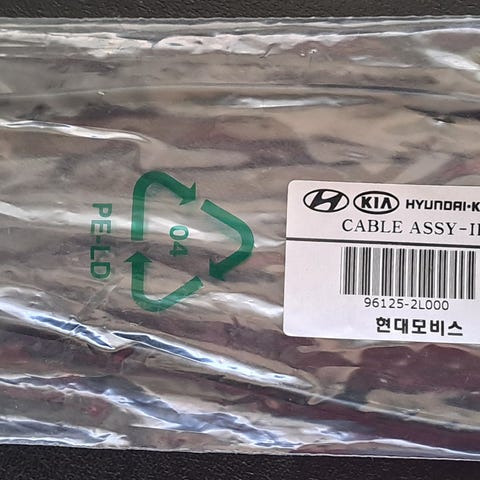 04
PE-LD
KIA HYUNDAI·K
CABLE ASSY-I
96125-2L000
현대모비스